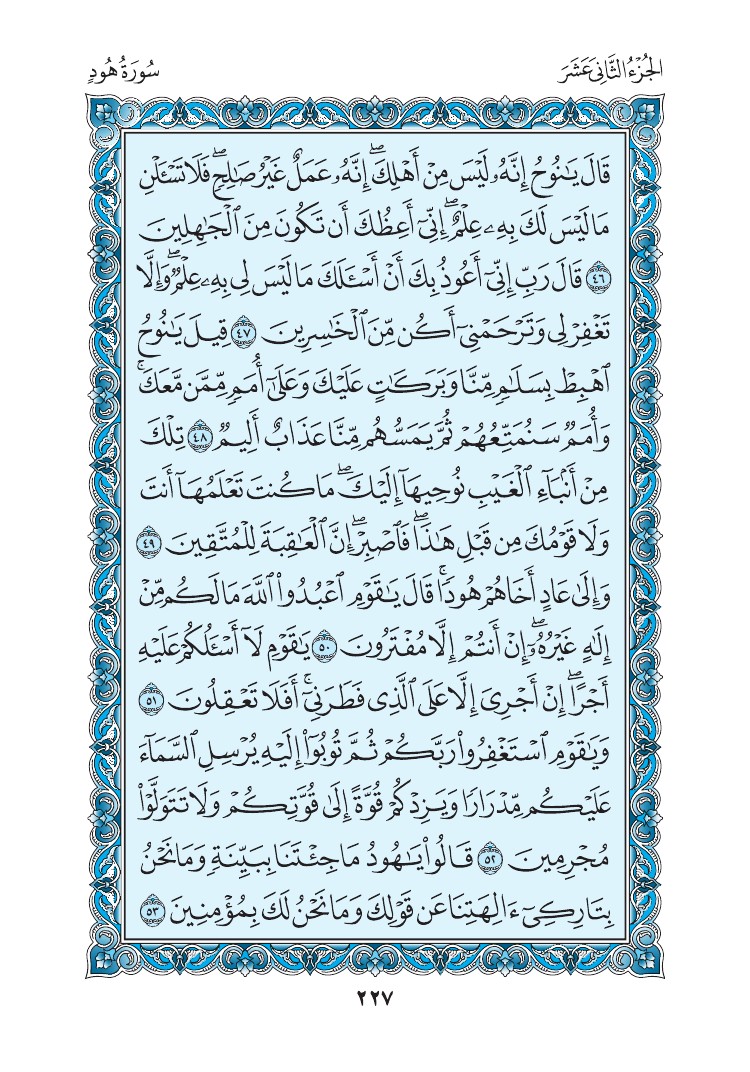 الجُزْءُ الثَّانِي عَشَرَ
سُورَةُ هُودٍ
قَالَ يَٰنُوحُ إِنَّهُۥ لَيْسَ مِنْ أَهْلِكَۖ إِنَّهُۥ عَمَلٌ غَيْرُ صَٰلِحٖۖ فَلَا تَسْـَٔلْنِ
مَا لَيْسَ لَكَ بِهِۦ عِلْمٌۖ إِنِّيٓ أَعِظُكَ أَن تَكُونَ مِنَ ٱلْجَٰهِلِينَ
٤٦ قَالَ رَبِّ إِنِّيٓ أَعُوذُ بِكَ أَنْ أَسْـَٔلَكَ مَا لَيْسَ لِي بِهِۦ عِلْمٌۖ وَإِلَّا
تَغْفِرْ لِي وَتَرْحَمْنِيٓ أَكُن مِّنَ ٱلْخَٰسِرِينَ ٤٧ قِيلَ يَٰنُوحُ
ٱهْبِطْ بِسَلَٰمٖ مِّنَّا وَبَرَكَٰتٍ عَلَيْكَ وَعَلَىٰٓ أُمَمٖ مِّمَّن مَّعَكَۚ
وَأُمَمٌ سَنُمَتِّعُهُمْ ثُمَّ يَمَسُّهُم مِّنَّا عَذَابٌ أَلِيمٌ ٤٨ تِلْكَ
مِنْ أَنۢبَآءِ ٱلْغَيْبِ نُوحِيهَآ إِلَيْكَۖ مَا كُنتَ تَعْلَمُهَآ أَنتَ
وَلَا قَوْمُكَ مِن قَبْلِ هَٰذَاۖ فَٱصْبِرْۖ إِنَّ ٱلْعَٰقِبَةَ لِلْمُتَّقِينَ ٤٩
وَإِلَىٰ عَادٍ أَخَاهُمْ هُودٗاۚ قَالَ يَٰقَوْمِ ٱعْبُدُوا۟ ٱللَّهَ مَا لَكُم مِّنْ
إِلَٰهٍ غَيْرُهُۥٓۖ إِنْ أَنتُمْ إِلَّا مُفْتَرُونَ ٥٠ يَٰقَوْمِ لَآ أَسْـَٔلُكُمْ عَلَيْهِ
أَجْرًاۖ إِنْ أَجْرِيَ إِلَّا عَلَى ٱلَّذِي فَطَرَنِيٓۚ أَفَلَا تَعْقِلُونَ ٥١
وَيَٰقَوْمِ ٱسْتَغْفِرُوا۟ رَبَّكُمْ ثُمَّ تُوبُوٓا۟ إِلَيْهِ يُرْسِلِ ٱلسَّمَآءَ
عَلَيْكُم مِّدْرَارٗا وَيَزِدْكُمْ قُوَّةً إِلَىٰ قُوَّتِكُمْ وَلَا تَتَوَلَّوْا۟
مُجْرِمِينَ ٥٢ قَالُوا۟ يَٰهُودُ مَا جِئْتَنَا بِبَيِّنَةٖ وَمَا نَحْنُ
بِتَارِكِيٓ ءَالِهَتِنَا عَن قَوْلِكَ وَمَا نَحْنُ لَكَ بِمُؤْمِنِينَ ٥٣
٢٢٧